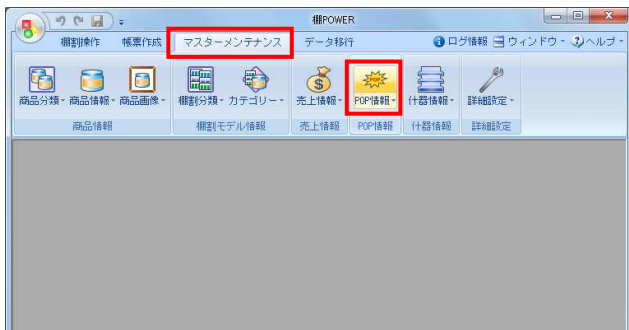 棚POWER
棚割操作 帳票作成 マスターメンテナンス データ移行 ログ情報 ウィンドウ ヘルプ
商品分類 商品情報 商品画像 棚割分類 カテゴリー 売上情報 POP情報 什器情報 詳細設定
商品情報 棚割モデル情報 売上情報 POP情報 什器情報 詳細設定